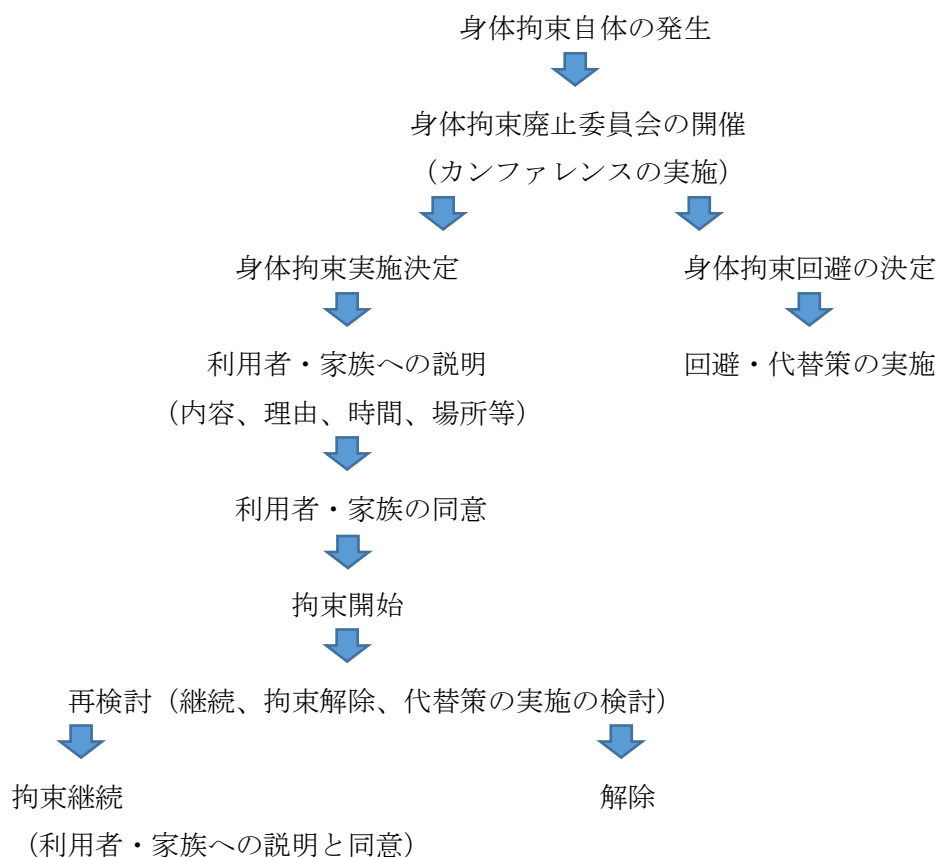 身体拘束自体の発生
身体拘束廃止委員会の開催
（カンファレンスの実施）
身体拘束実施決定
身体拘束回避の決定
利用者・家族への説明
回避・代替策の実施
（内容、理由、時間、場所等）
利用者・家族の同意
拘束開始
再検討（継続、拘束解除、代替策の実施の検討）
拘束継続
解除
（利用者・家族への説明と同意）